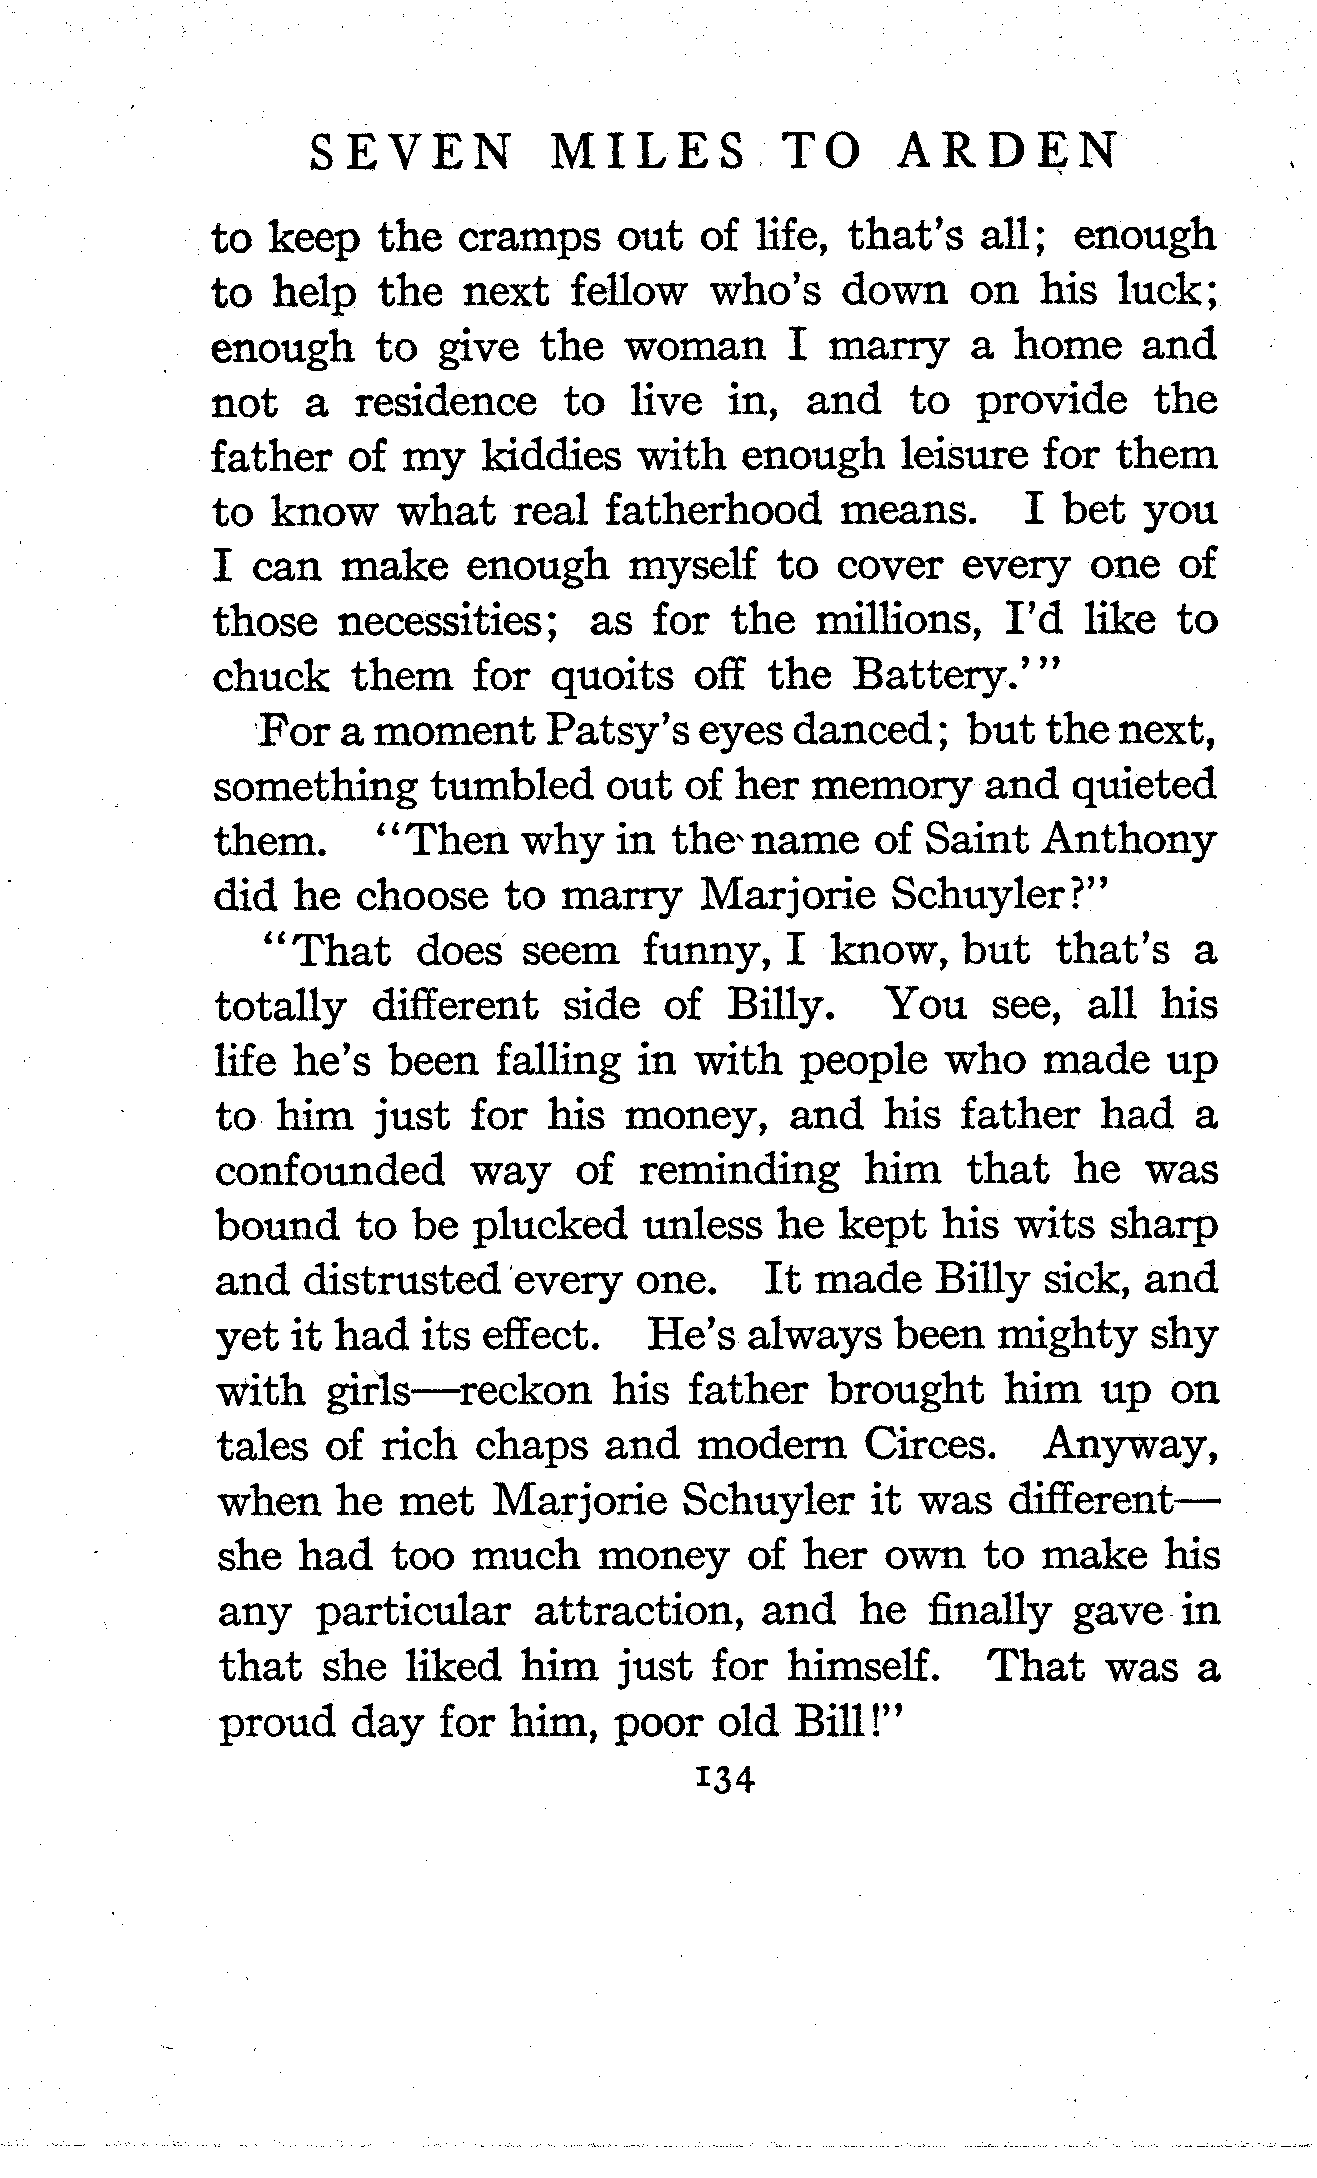 SEVEN MILES TO ARDEN
to keep the cramps out of life, that's all; enough
to help the next fellow who's down on his luck;
enough to give the woman I marry a home and
not a residence to live in, and to provide the
father of my kiddies with enough leisure for them
to know what real fatherhood means. I bet you
I can make enough myself to cover every one of
those necessities; as for the millions, I'd like to
chuck them for quoits off the Battery.'"
For a moment Patsy's eyes danced; but the next,
something tumbled out of her memory and quieted
them. "Then why in the name of Saint Anthony
did he choose to marry Marjorie Schuyler?"
"That does seem funny, I know, but that's a
totally different side of Billy. You see, all his
life he's been falling in with people who made up
to him just for his money, and his father had a
confounded way of reminding him that he was
bound to be plucked unless he kept his wits sharp
and distrusted every one. It made Billy sick, and
yet it had its effect. He's always been mighty shy
with girls—reckon his father brought him up on
tales of rich chaps and modern Circes. Anyway,
when he met Marjorie Schuyler it was different—
she had too much money of her own to make his
any particular attraction, and he finally gave in
that she liked him just for himself. That was a
proud day for him, poor old Bill!"
134